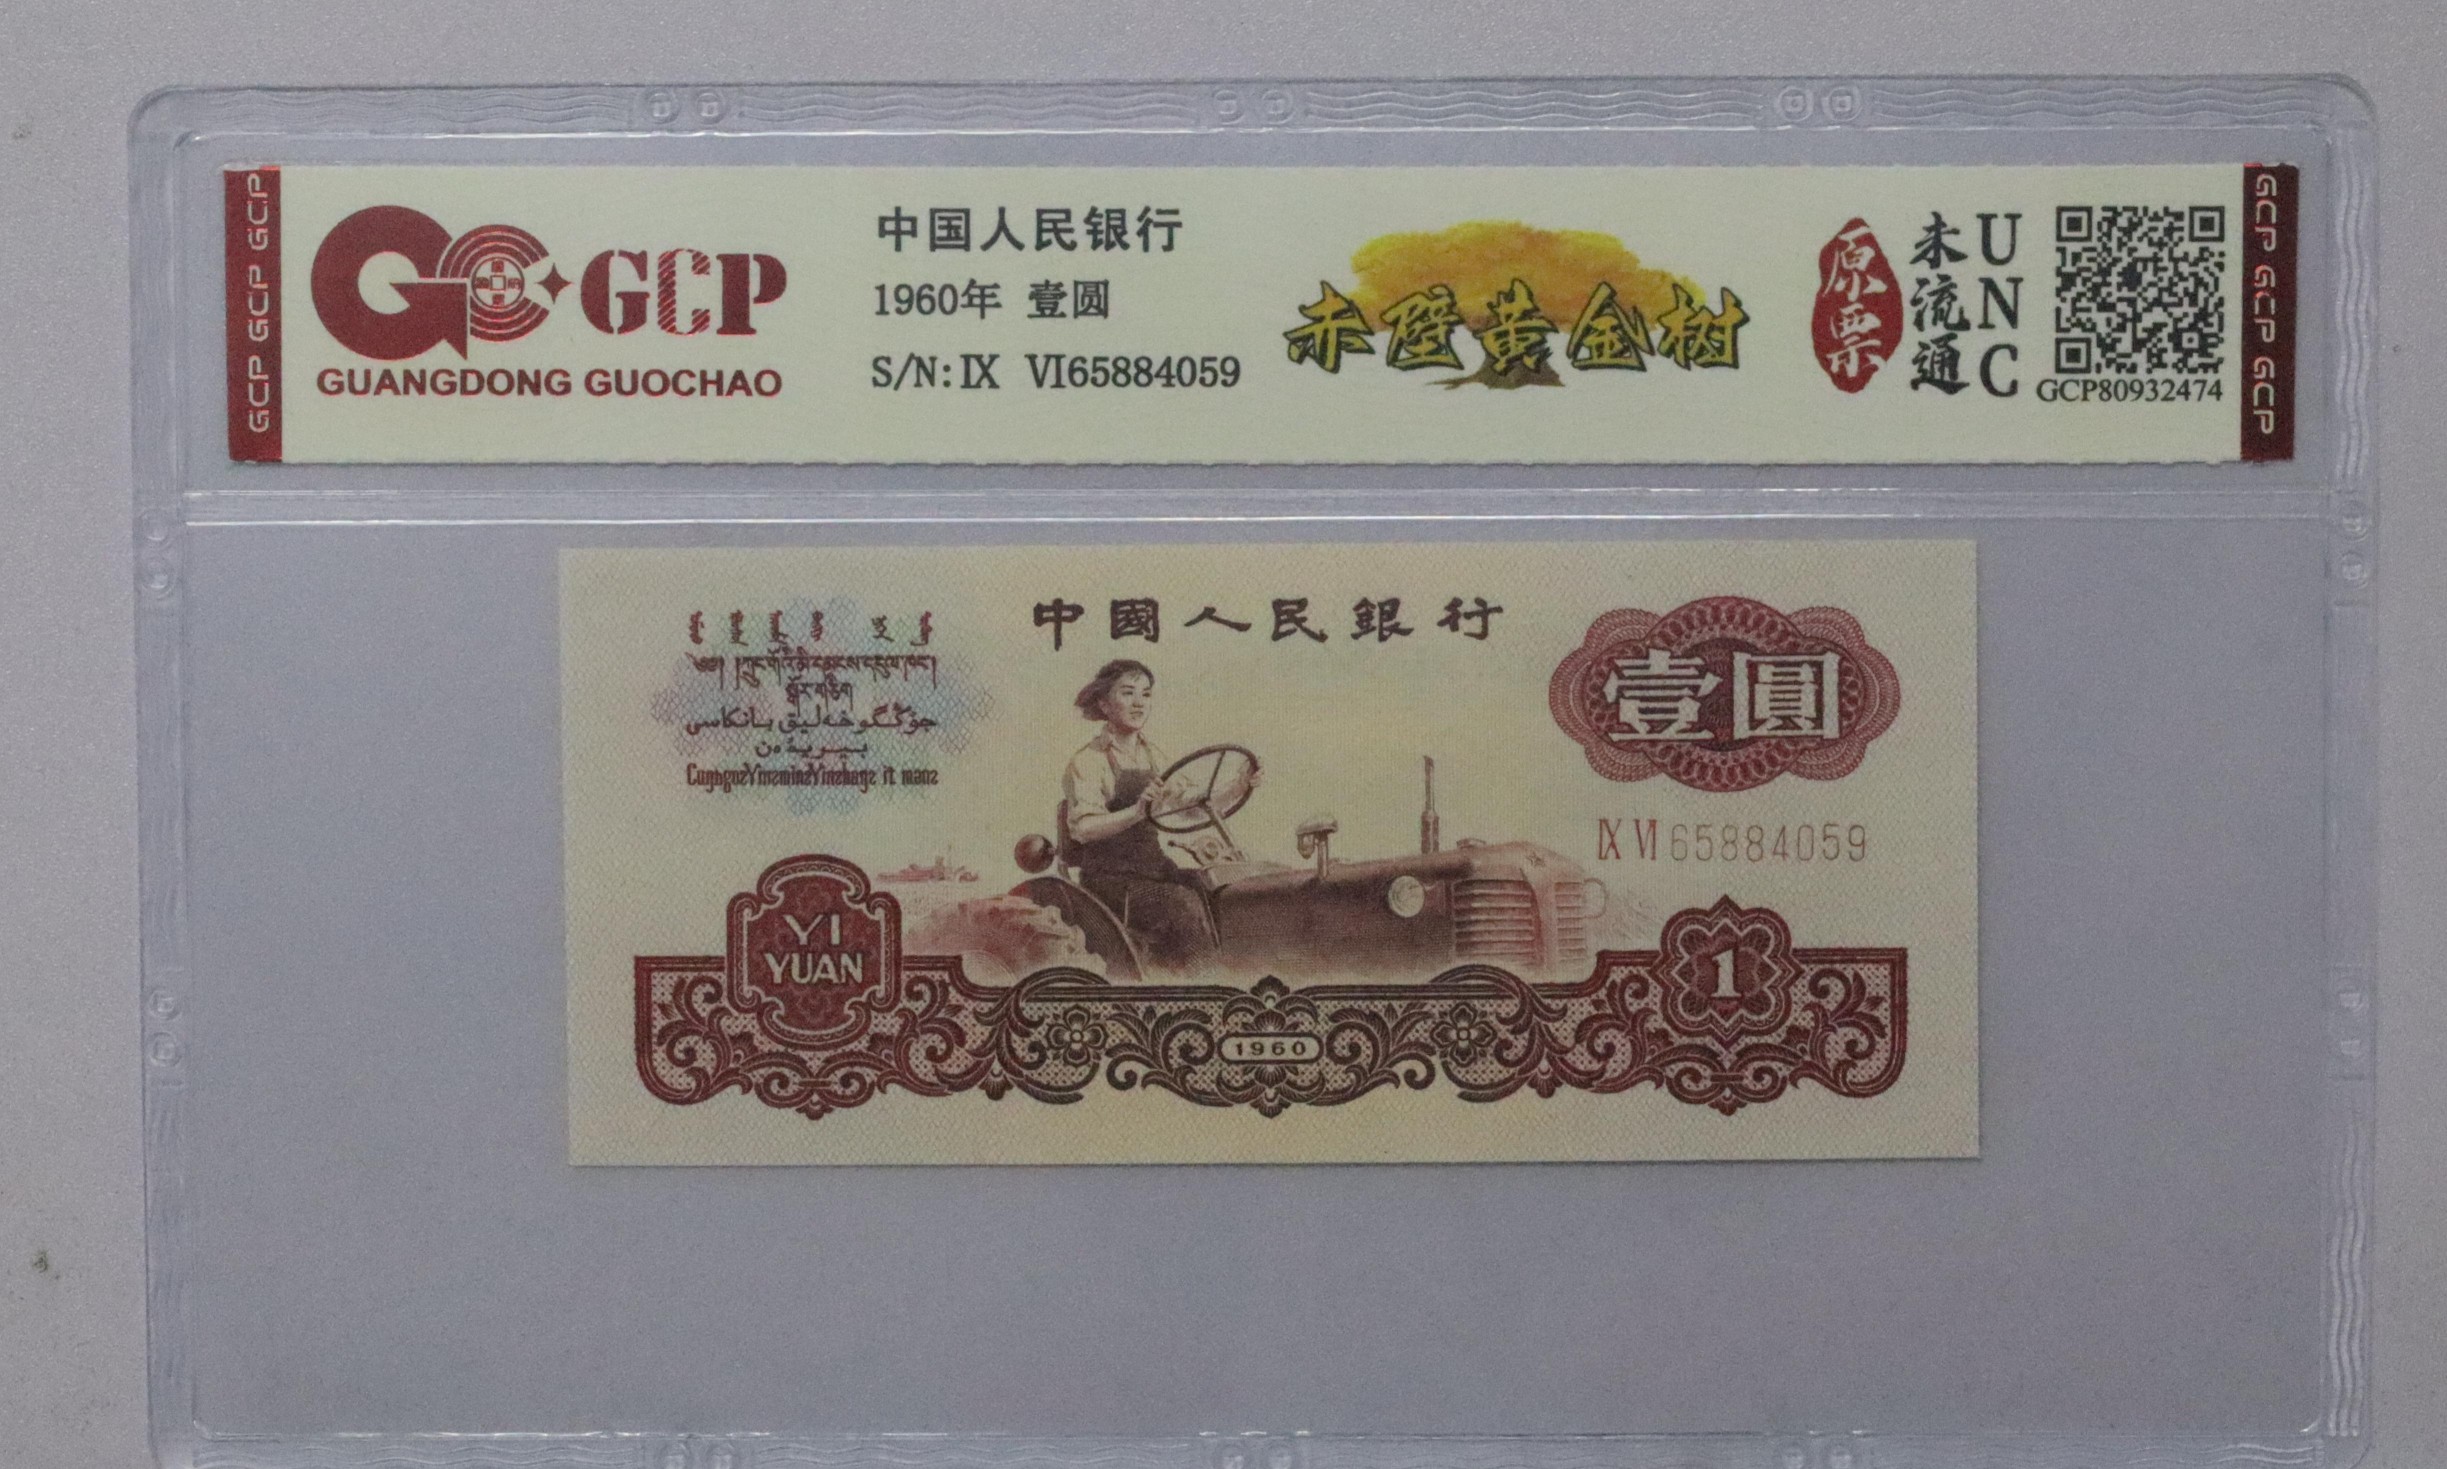 GCP GCP GCP
GCP
GUANGDONG GUOCHAO
中国人民银行
1960年 壹圆
S/N: IX VI65884059
赤壁黄金树
原票
未流通
UNC
GCP80932474
GCP GCP GCP
中國人民銀行
壹圓
IX VI 65884059
YI
YUAN
1
1960